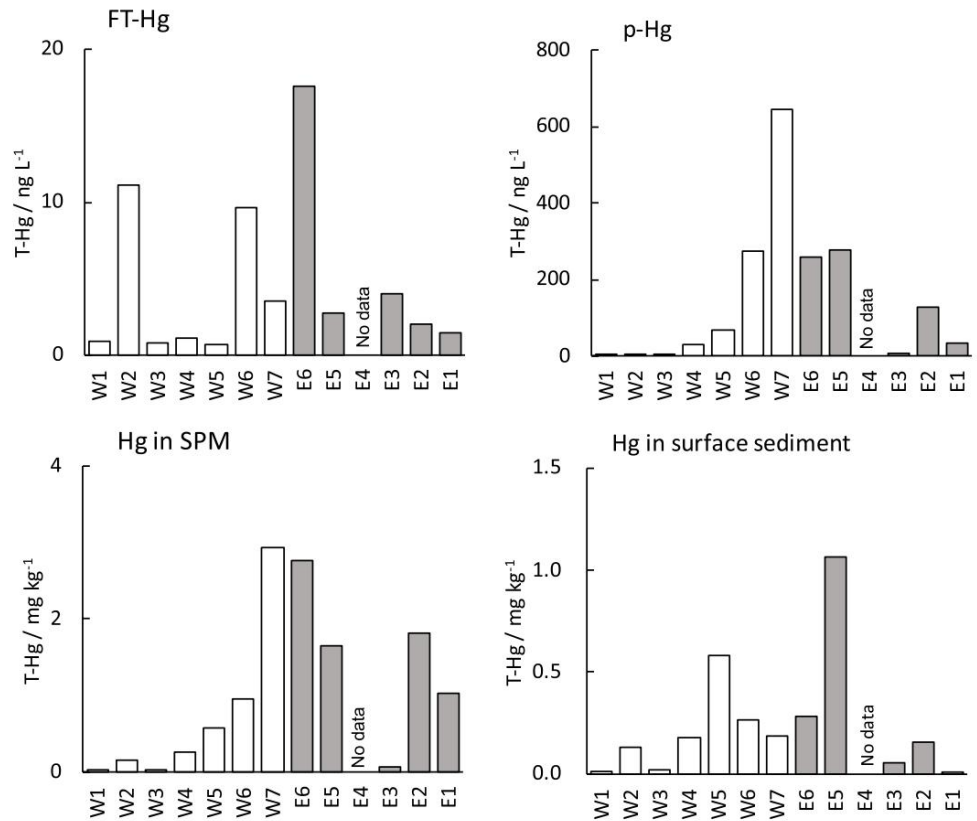 FT-Hg
T-Hg / ng L⁻¹
20
10
0
No data
W1 W2 W3 W4 W5 W6 W7 E6 E5 E4 E3 E2 E1
p-Hg
T-Hg / ng L⁻¹
800
600
400
200
0
No data
W1 W2 W3 W4 W5 W6 W7 E6 E5 E4 E3 E2 E1
Hg in SPM
T-Hg / mg kg⁻¹
4
2
0
No data
W1 W2 W3 W4 W5 W6 W7 E6 E5 E4 E3 E2 E1
Hg in surface sediment
T-Hg / mg kg⁻¹
1.5
1.0
0.5
0.0
No data
W1 W2 W3 W4 W5 W6 W7 E6 E5 E4 E3 E2 E1